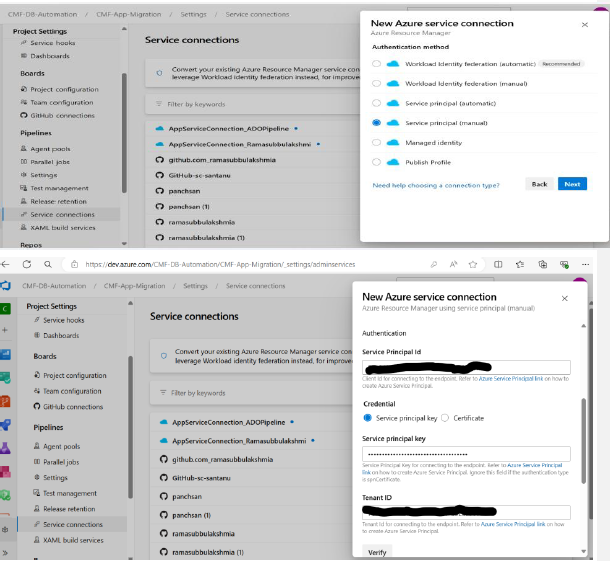 CMF-DB-Automation / CMF-App-Migration / Settings / Service connections
Project Settings
Service hooks
Dashboards
Boards
Project configuration
Team configuration
GitHub connections
Pipelines
Agent pools
Parallel jobs
Settings
Test management
Release retention
Service connections
XAML build services
Repos
Service connections
Convert your existing Azure Resource Manager service con
leverage Workload identity federation instead, for improve
Filter by keywords
AppServiceConnection_ADOPipeline
AppServiceConnection_Ramasubbulakshmi
github.com_ramasubbulakshmia
GitHub-sc-santanu
panchsan
panchsan (1)
ramasubbulakshmia
ramasubbulakshmia (1)
New Azure service connection
Azure Resource Manager
Authentication method
Workload Identity federation (automatic) Recommended
Workload Identity federation (manual)
Service principal (automatic)
Service principal (manual)
Managed identity
Publish Profile
Need help choosing a connection type?
Back Next
https://dev.azure.com/CMF-DB-Automation/CMF-App-Migration/_settings/adminservices
CMF-DB-Automation / CMF-App-Migration / Settings / Service connections
Project Settings
Service hooks
Dashboards
Boards
Project configuration
Team configuration
GitHub connections
Pipelines
Agent pools
Parallel jobs
Settings
Test management
Release retention
Service connections
XAML build services
Service connections
Convert your existing Azure Resource Manager service con
leverage Workload identity federation instead, for improve
Filter by keywords
AppServiceConnection_ADOPipeline
AppServiceConnection_Ramasubbulakshmi
github.com_ramasubbulakshmia
GitHub-sc-santanu
panchsan
panchsan (1)
ramasubbulakshmia
ramasubbulakshmia (1)
New Azure service connection
Azure Resource Manager using service principal (manual)
Authentication
Service Principal Id
Client Id for connecting to the endpoint. Refer to Azure Service Principal link on how to
create Azure Service Principal.
Credential
Service principal key Certificate
Service principal key
Service Principal Key for connecting to the endpoint. Refer to Azure Service Principal
link on how to create Azure Service Principal. Ignore this field if the authentication type
is spnCertificate.
Tenant ID
Tenant Id for connecting to the endpoint. Refer to Azure Service Principal link on how
to create Azure Service Principal.
Verify